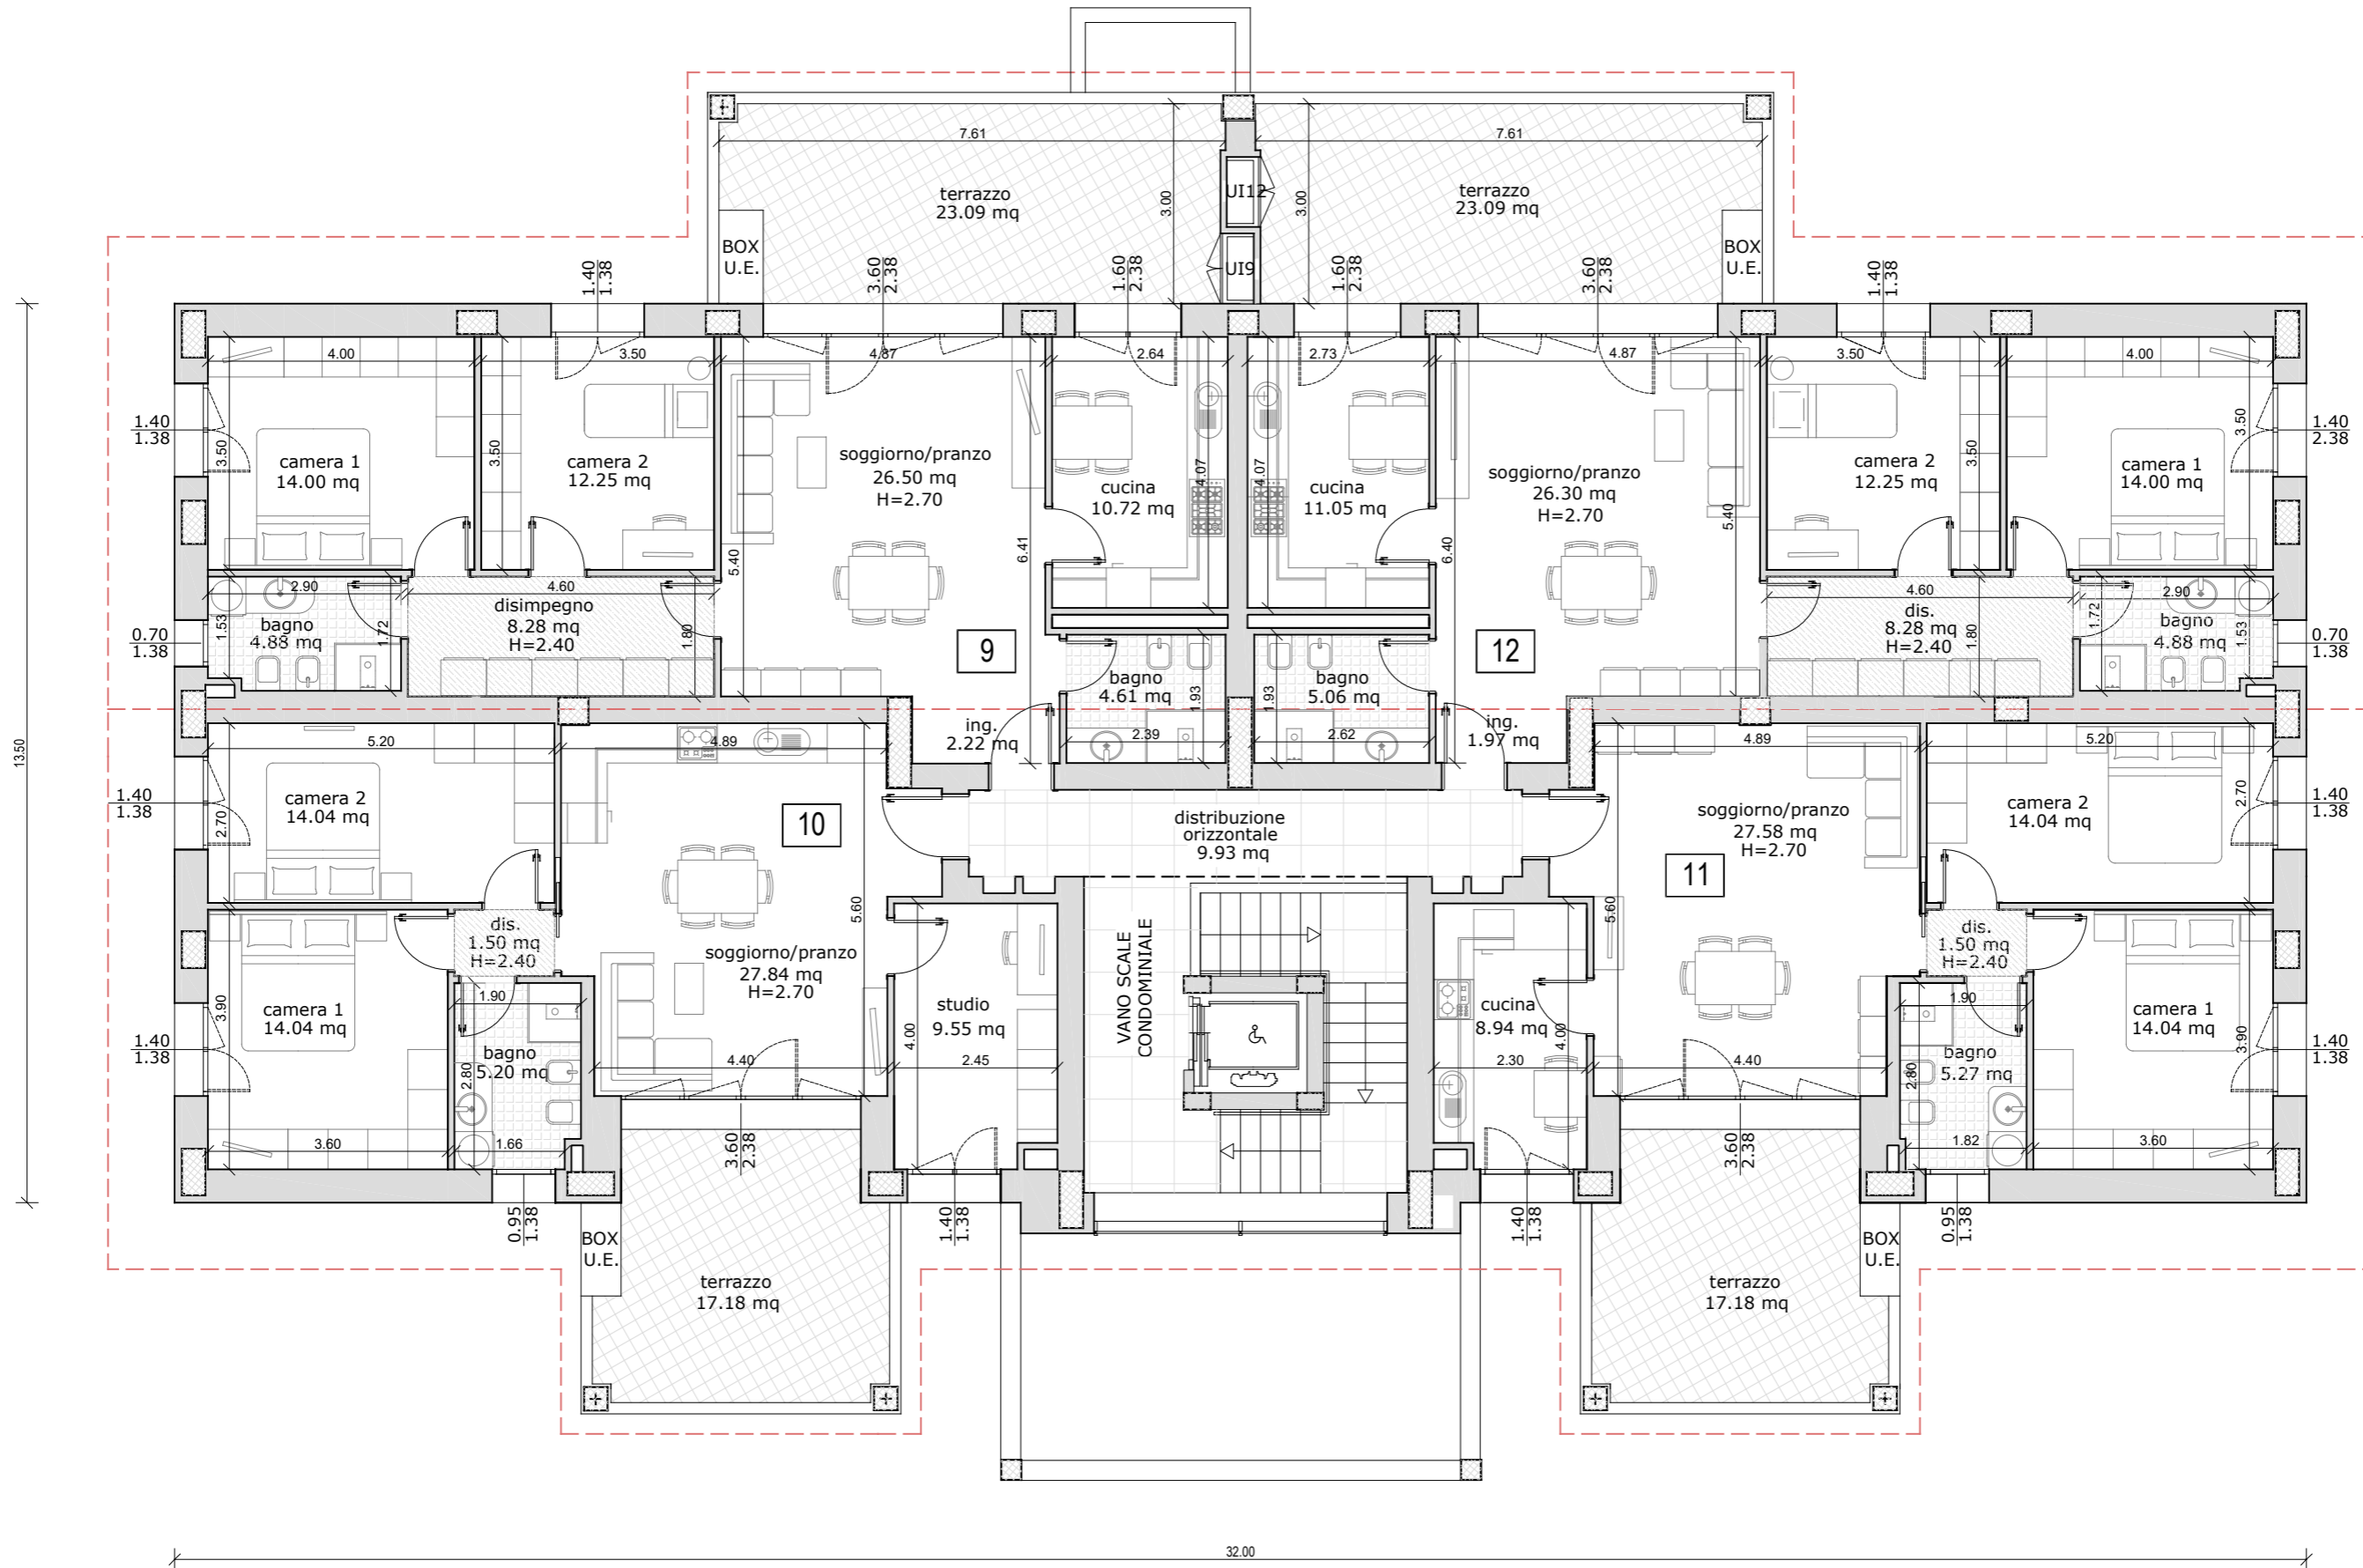 7.61
7.61
terrazzo
23.09 mq
3.00
UI12
3.00
terrazzo
23.09 mq
BOX
U.E.
UI9
BOX
U.E.
1.40
1.38
3.60
2.38
1.60
2.38
1.60
2.38
3.60
2.38
1.40
1.38
4.00
3.50
4.87
2.64
2.73
4.87
3.50
4.00
1.40
1.38
3.50
camera 1
14.00 mq
3.50
camera 2
12.25 mq
soggiorno/pranzo
26.50 mq
H=2.70
5.40
6.41
cucina
10.72 mq
4.07
4.07
cucina
11.05 mq
6.40
soggiorno/pranzo
26.30 mq
H=2.70
5.40
camera 2
12.25 mq
3.50
camera 1
14.00 mq
3.50
1.40
2.38
2.90
4.60
0.70
1.38
1.53
bagno
4.88 mq
1.72
disimpegno
8.28 mq
H=2.40
1.80
9
12
4.60
2.90
dis.
8.28 mq
H=2.40
1.80
1.72
bagno
4.88 mq
1.53
0.70
1.38
bagno
4.61 mq
1.93
2.39
1.93
bagno
5.06 mq
2.62
ing.
2.22 mq
ing.
1.97 mq
13.50
5.20
4.89
4.89
5.20
1.40
1.38
2.70
camera 2
14.04 mq
10
5.60
distribuzione
orizzontale
9.93 mq
soggiorno/pranzo
27.58 mq
H=2.70
11
5.60
camera 2
14.04 mq
2.70
1.40
1.38
dis.
1.50 mq
H=2.40
soggiorno/pranzo
27.84 mq
H=2.70
dis.
1.50 mq
H=2.40
1.40
1.38
3.90
camera 1
14.04 mq
1.90
bagno
5.20 mq
2.80
4.40
4.00
studio
9.55 mq
2.45
VANO SCALE
CONDOMINIALE
cucina
8.94 mq
4.00
2.30
4.40
1.90
bagno
5.27 mq
2.80
camera 1
14.04 mq
3.90
1.40
1.38
3.60
1.66
3.60
2.38
3.60
2.38
1.82
3.60
0.95
1.38
BOX
U.E.
1.40
1.38
1.40
1.38
BOX
U.E.
0.95
1.38
terrazzo
17.18 mq
terrazzo
17.18 mq
32.00